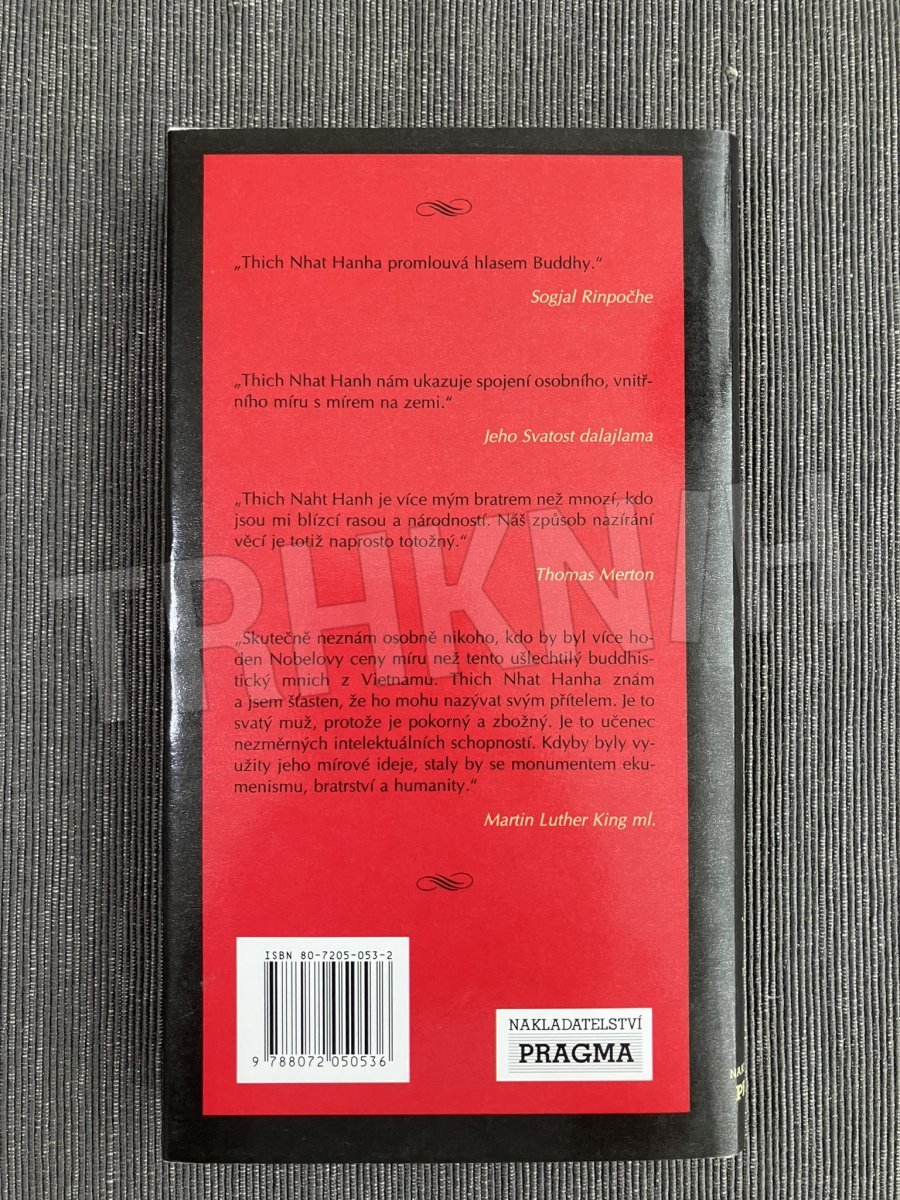 „Thich Nhat Hanha promlouvá hlasem Buddhy.“
Sogjal Rinpočhe
„Thich Nhat Hanh nám ukazuje spojení osobního, vnitř-
ního míru s mírem na zemi.“
Jeho Svatost dalajlama
„Thich Naht Hanh je více mým bratrem než mnozí, kdo
jsou mi blízcí rasou a národností. Náš způsob nazírání
věcí je totiž naprosto totožný.“
Thomas Merton
„Skutečně neznám osobně nikoho, kdo by byl více ho-
den Nobelovy ceny míru než tento ušlechtilý buddhis-
tický mnich z Vietnamu. Thich Nhat Hanha znám
a jsem šťasten, že ho mohu nazývat svým přítelem. Je to
svatý muž, protože je pokorný a zbožný. Je to učenec
nezměrných intelektuálních schopností. Kdyby byly vy-
užity jeho mírové ideje, staly by se monumentem eku-
menismu, bratrství a humanity.“
Martin Luther King ml.
ISBN 80-7205-053-2
9 788072 050536
NAKLADATELSTVÍ
PRAGMA